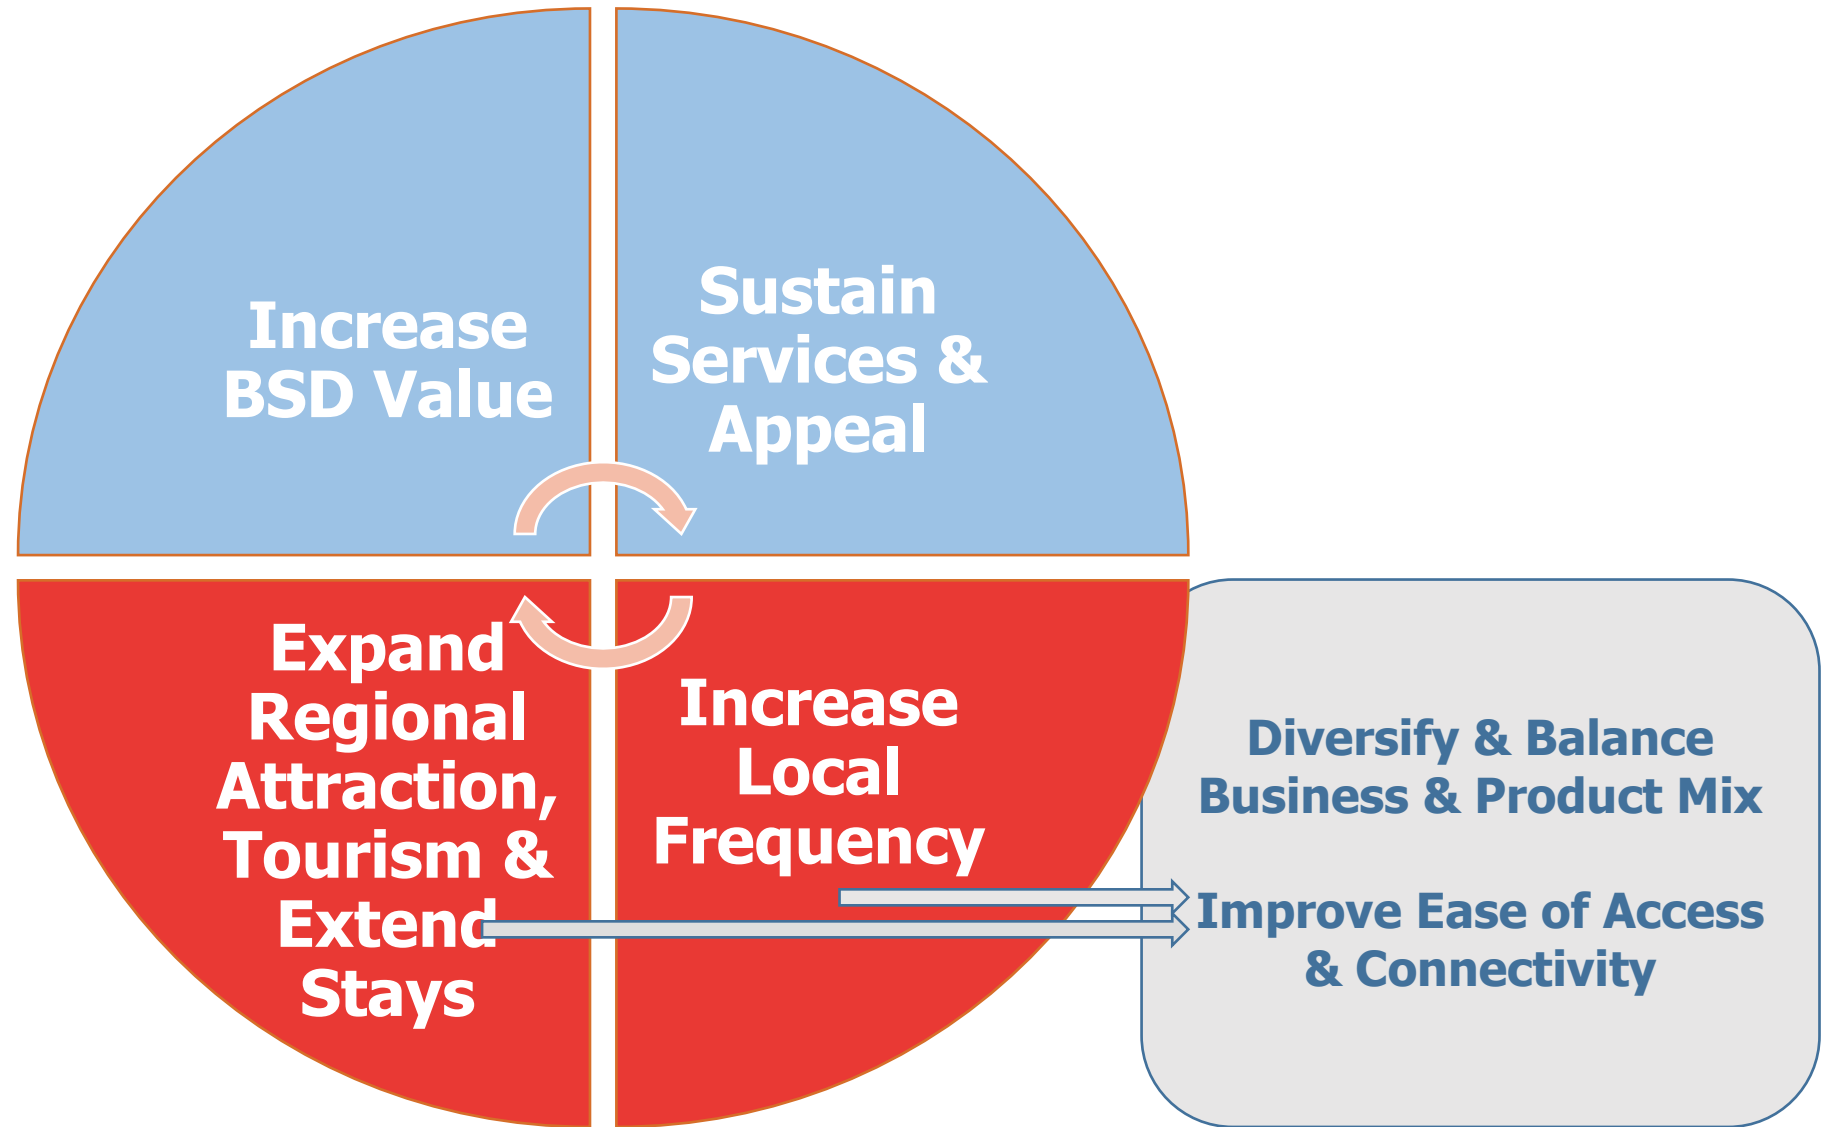 Increase
BSD Value
Sustain
Services &
Appeal
Expand
Regional
Attraction,
Tourism &
Extend
Stays
Increase
Local
Frequency
Diversify & Balance
Business & Product Mix
Improve Ease of Access
& Connectivity